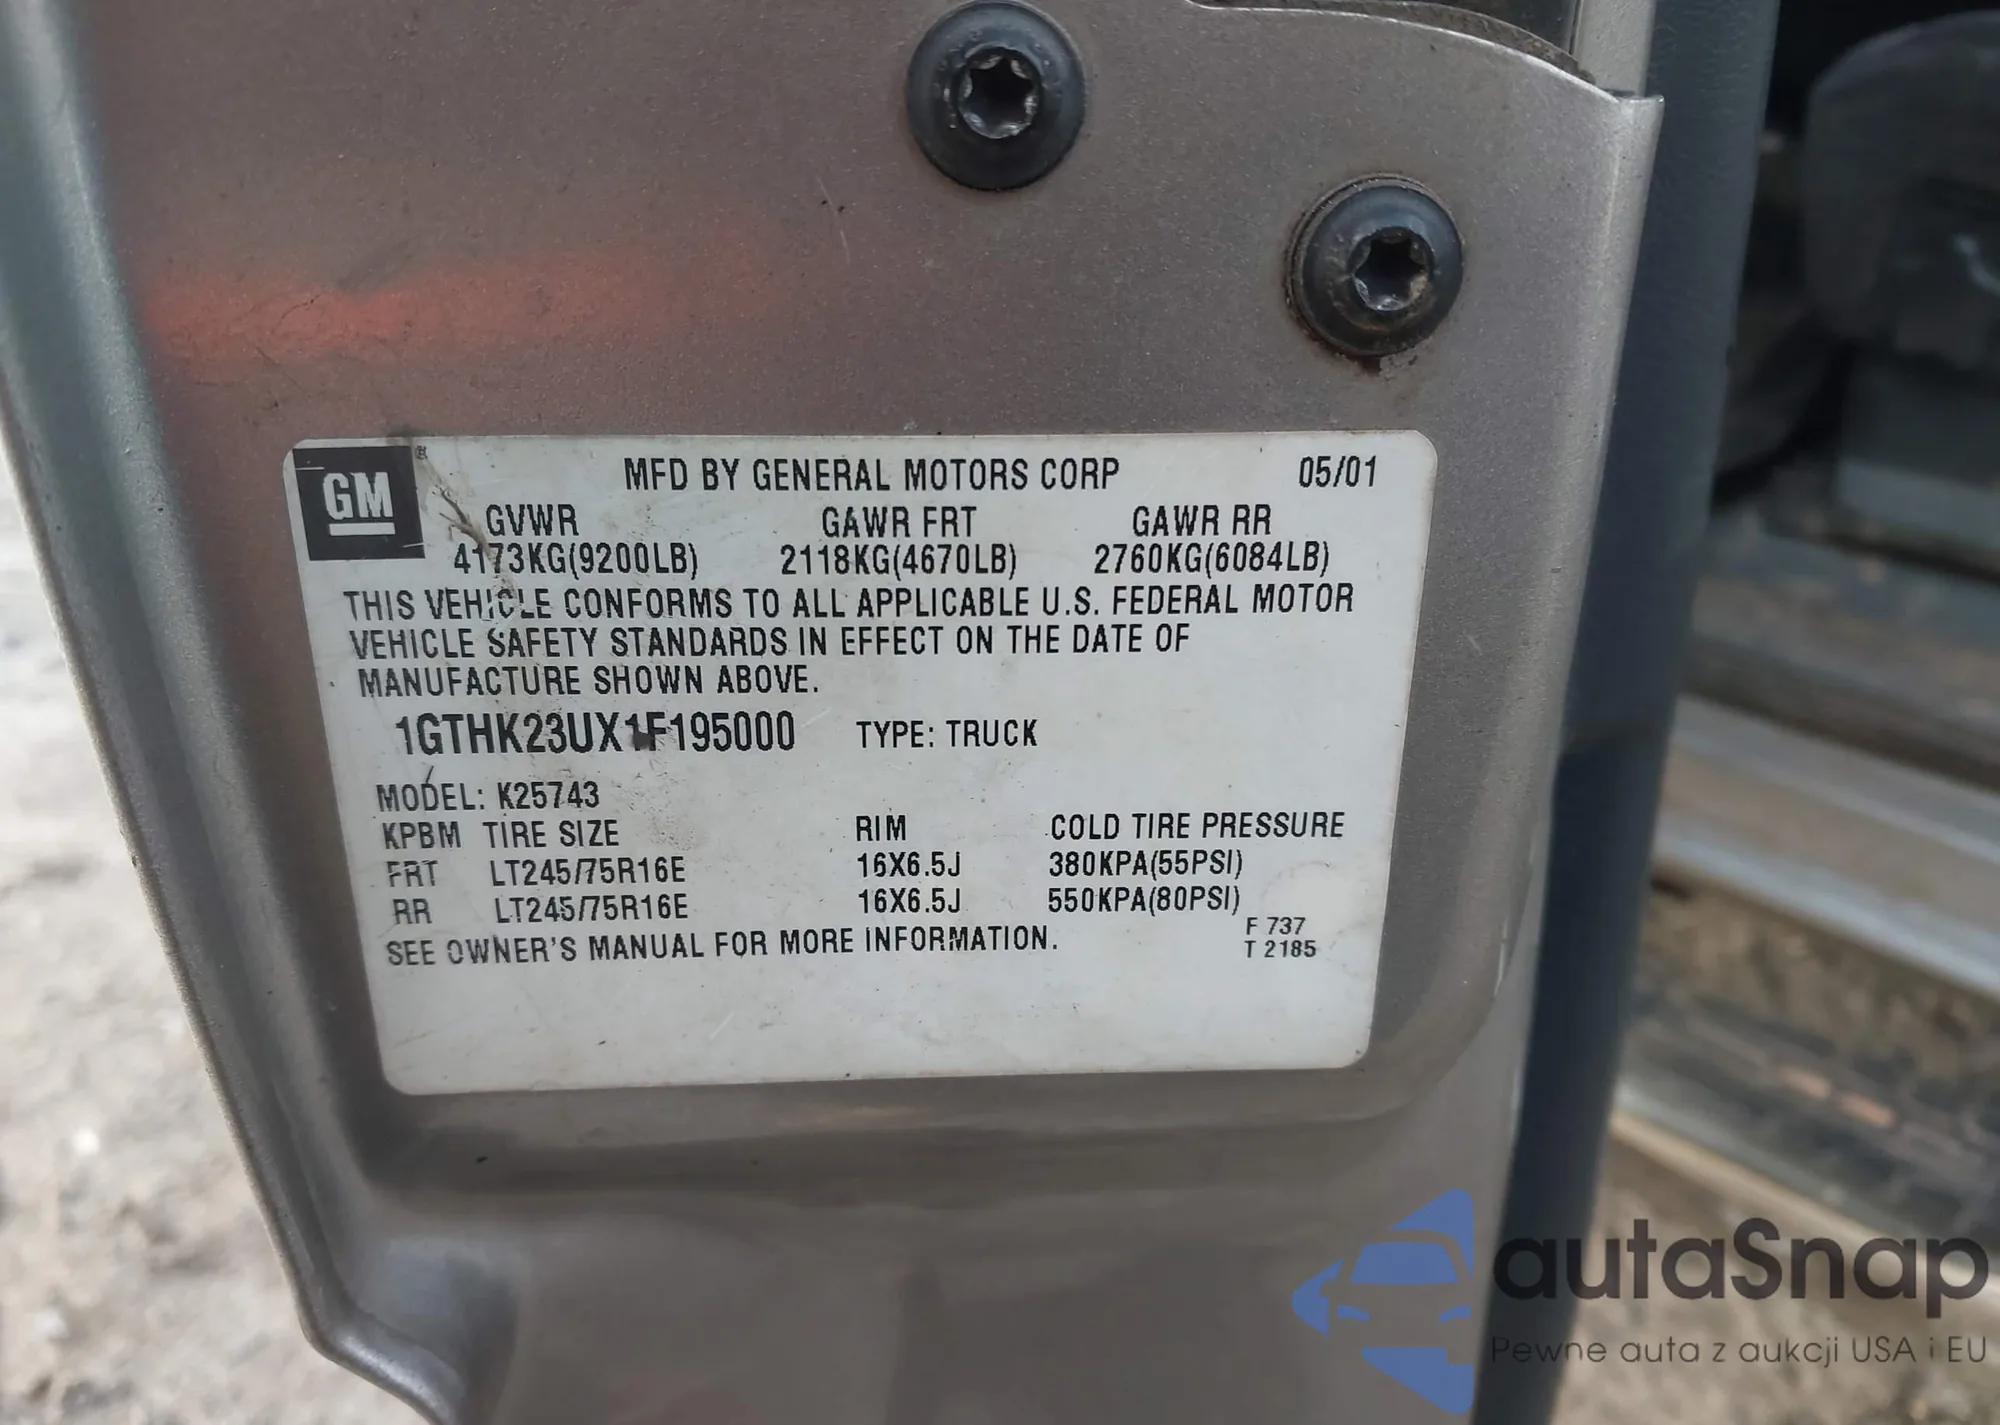 GM ®
MFD BY GENERAL MOTORS CORP 05/01
GVWR GAWR FRT GAWR RR
4173KG(9200LB) 2118KG(4670LB) 2760KG(6084LB)
THIS VEHICLE CONFORMS TO ALL APPLICABLE U.S. FEDERAL MOTOR
VEHICLE SAFETY STANDARDS IN EFFECT ON THE DATE OF
MANUFACTURE SHOWN ABOVE.
1GTHK23UX1F195000 TYPE: TRUCK
MODEL: K25743
KPBM TIRE SIZE RIM COLD TIRE PRESSURE
FRT LT245/75R16E 16X6.5J 380KPA(55PSI)
RR LT245/75R16E 16X6.5J 550KPA(80PSI)
SEE OWNER'S MANUAL FOR MORE INFORMATION.
F 737
T 2185
autaSnap
Pewne auta z aukcji USA i EU